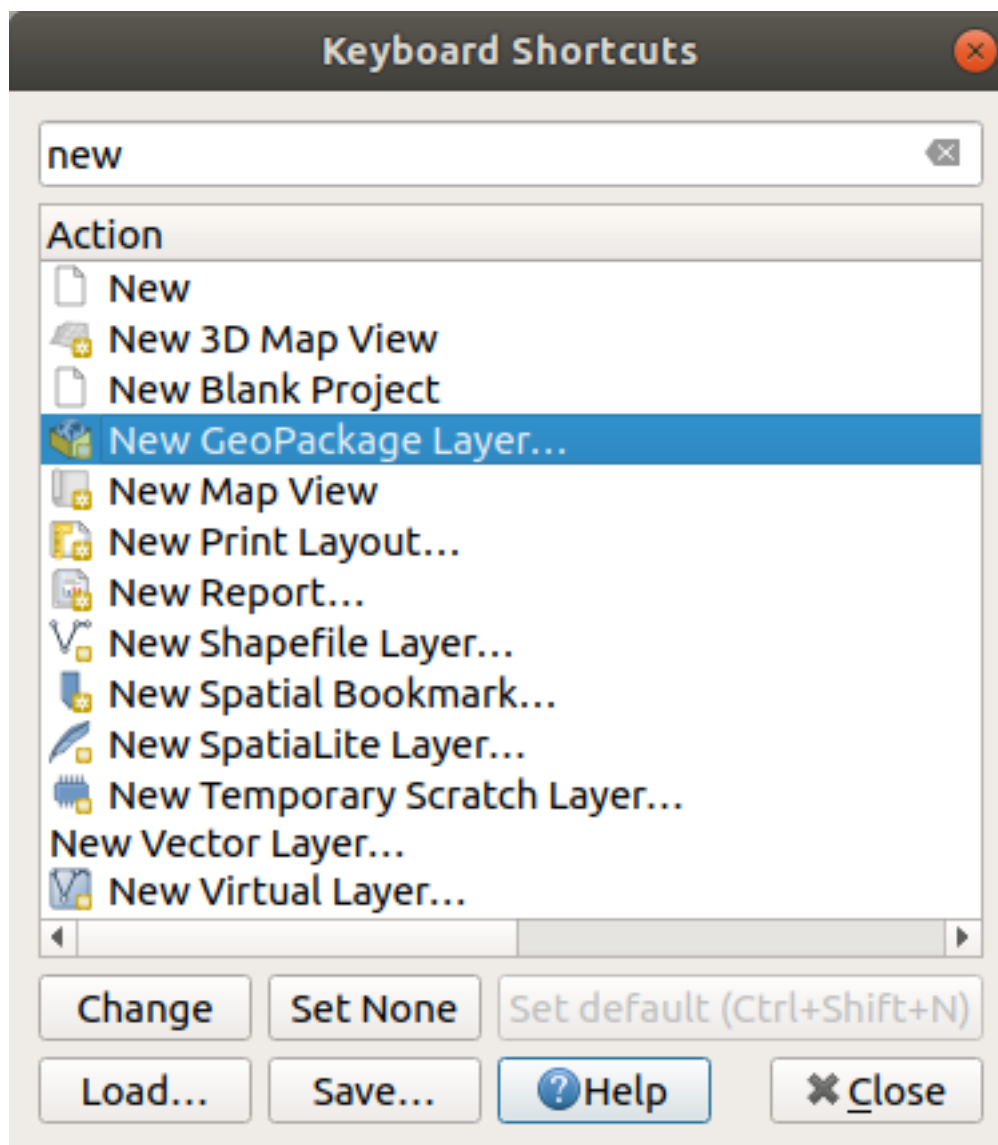 Keyboard Shortcuts
new
Action
New
New 3D Map View
New Blank Project
New GeoPackage Layer…
New Map View
New Print Layout…
New Report…
New Shapefile Layer…
New Spatial Bookmark…
New SpatiaLite Layer…
New Temporary Scratch Layer…
New Vector Layer…
New Virtual Layer…
Change Set None Set default (Ctrl+Shift+N)
Load… Save… Help Close